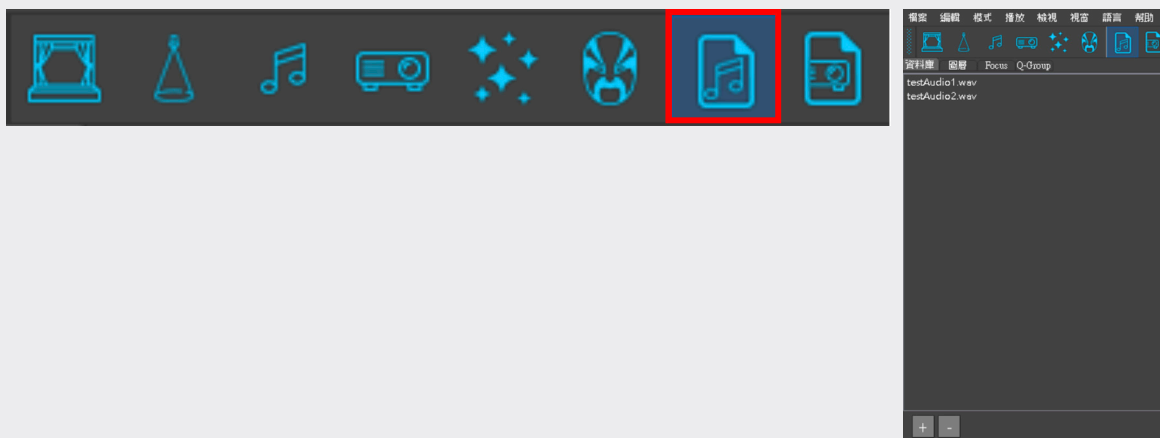 檔案 編輯 模式 播放 檢視 視窗 語言 幫助
資料庫 圖層 Focus Q-Group
testAudio1.wav
testAudio2.wav
+ -